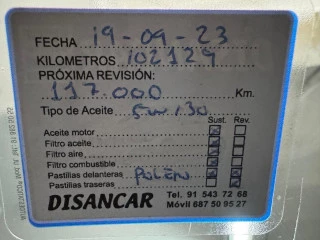 FECHA 19-09-23
KILOMETROS 102129
PRÓXIMA REVISIÓN:
117.000 Km.
Tipo de Aceite 5W30
Sust. Rev.
Aceite motor
Filtro aceite
Filtro aire
Filtro combustible
Pastillas delanteras POLEN
Pastillas traseras
DISANCAR
Tel. 91 543 72 68
Móvil 687 50 95 27